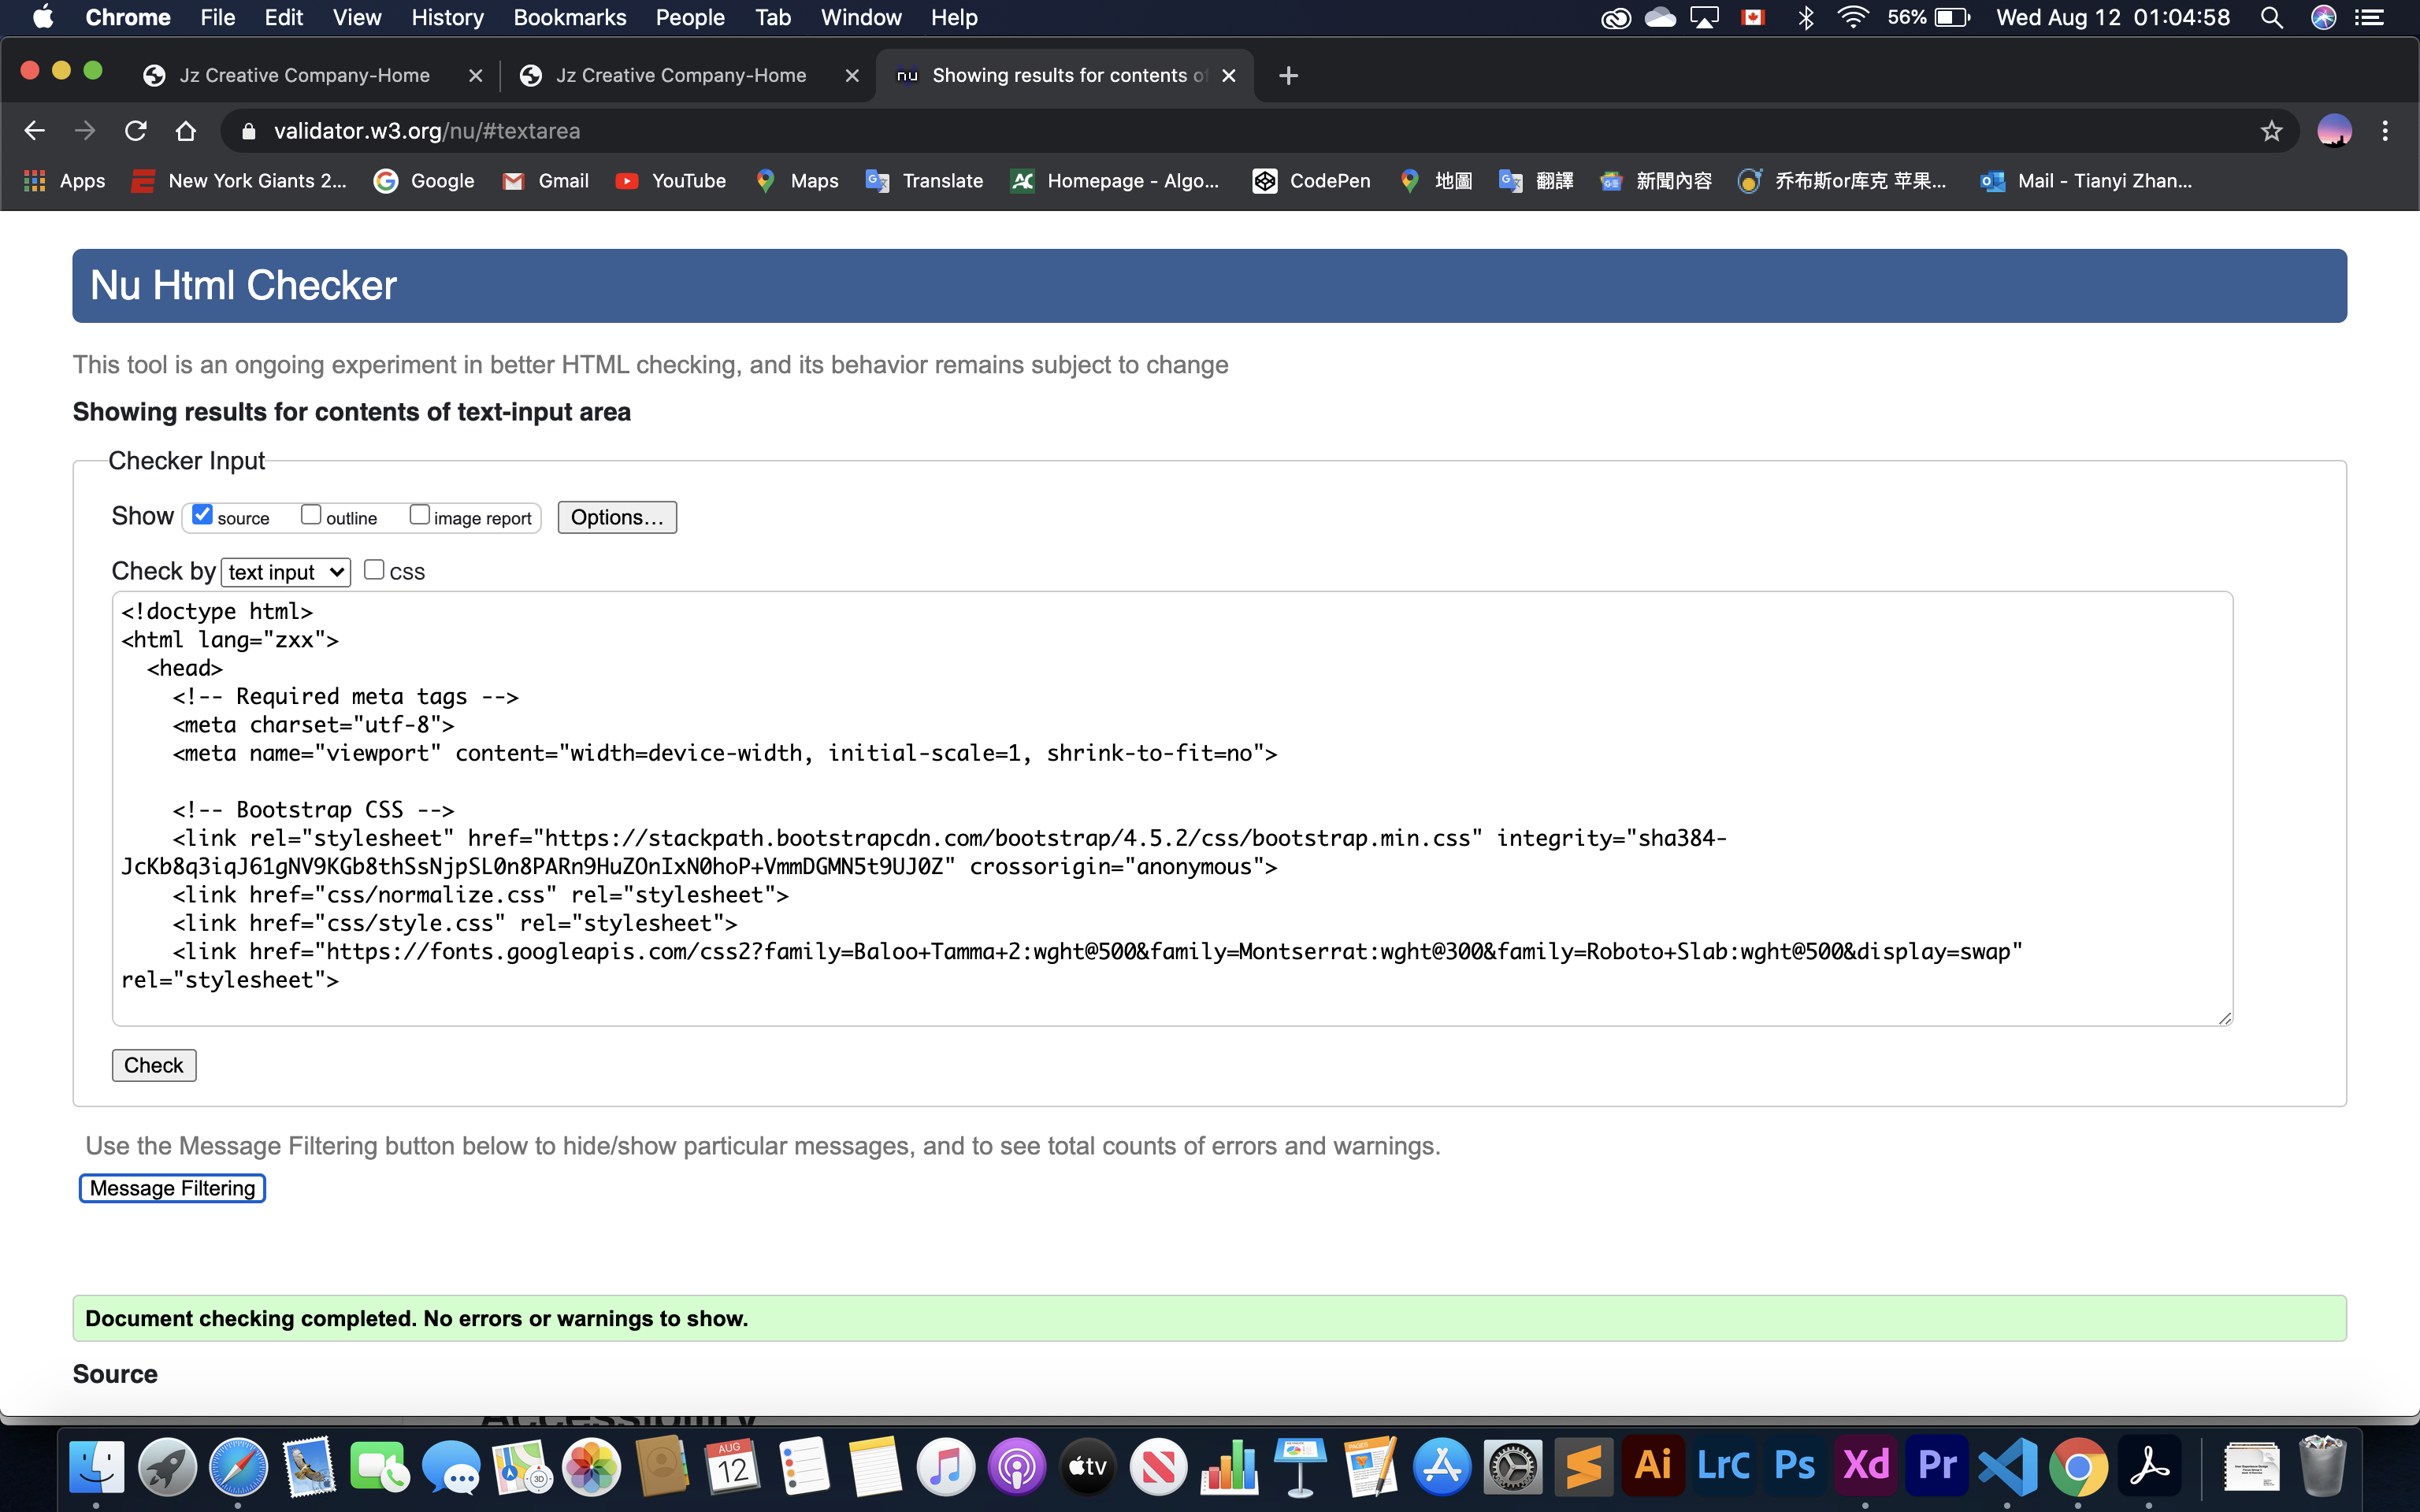 Chrome File Edit View History Bookmarks People Tab Window Help 56% Wed Aug 12 01:04:58
Jz Creative Company-Home Jz Creative Company-Home nu Showing results for contents of
validator.w3.org/nu/#textarea
Apps New York Giants 2... Google Gmail YouTube Maps Translate Homepage - Algo... CodePen 地圖 翻譯 新聞內容 乔布斯or库克 苹果... Mail - Tianyi Zhan...
Nu Html Checker
This tool is an ongoing experiment in better HTML checking, and its behavior remains subject to change
Showing results for contents of text-input area
Checker Input
Show source outline image report Options...
Check by text input CSS
<!doctype html>
<html lang="zxx">
<head>
<!-- Required meta tags -->
<meta charset="utf-8">
<meta name="viewport" content="width=device-width, initial-scale=1, shrink-to-fit=no">
<!-- Bootstrap CSS -->
<link rel="stylesheet" href="https://stackpath.bootstrapcdn.com/bootstrap/4.5.2/css/bootstrap.min.css" integrity="sha384-
JcKb8q3iqJ61gNV9KGb8thSsNjpSL0n8PARn9HuZOnIxN0hoP+VmmDGMN5t9UJ0Z" crossorigin="anonymous">
<link href="css/normalize.css" rel="stylesheet">
<link href="css/style.css" rel="stylesheet">
<link href="https://fonts.googleapis.com/css2?family=Baloo+Tamma+2:wght@500&family=Montserrat:wght@300&family=Roboto+Slab:wght@500&display=swap"
rel="stylesheet">
Check
Use the Message Filtering button below to hide/show particular messages, and to see total counts of errors and warnings.
Message Filtering
Document checking completed. No errors or warnings to show.
Source
Accessibility
AUG
12 3D tv PAGES Ai LrC Ps Xd Pr